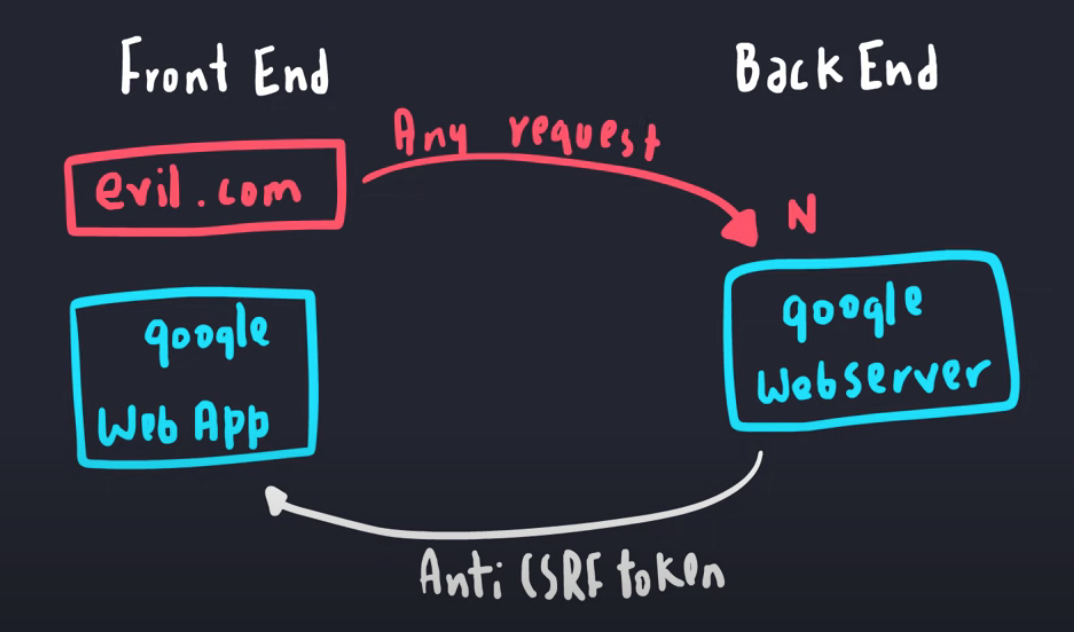 Front End
Back End
Any request
evil.com
N
google
Web App
google
Webserver
Anti CSRF token